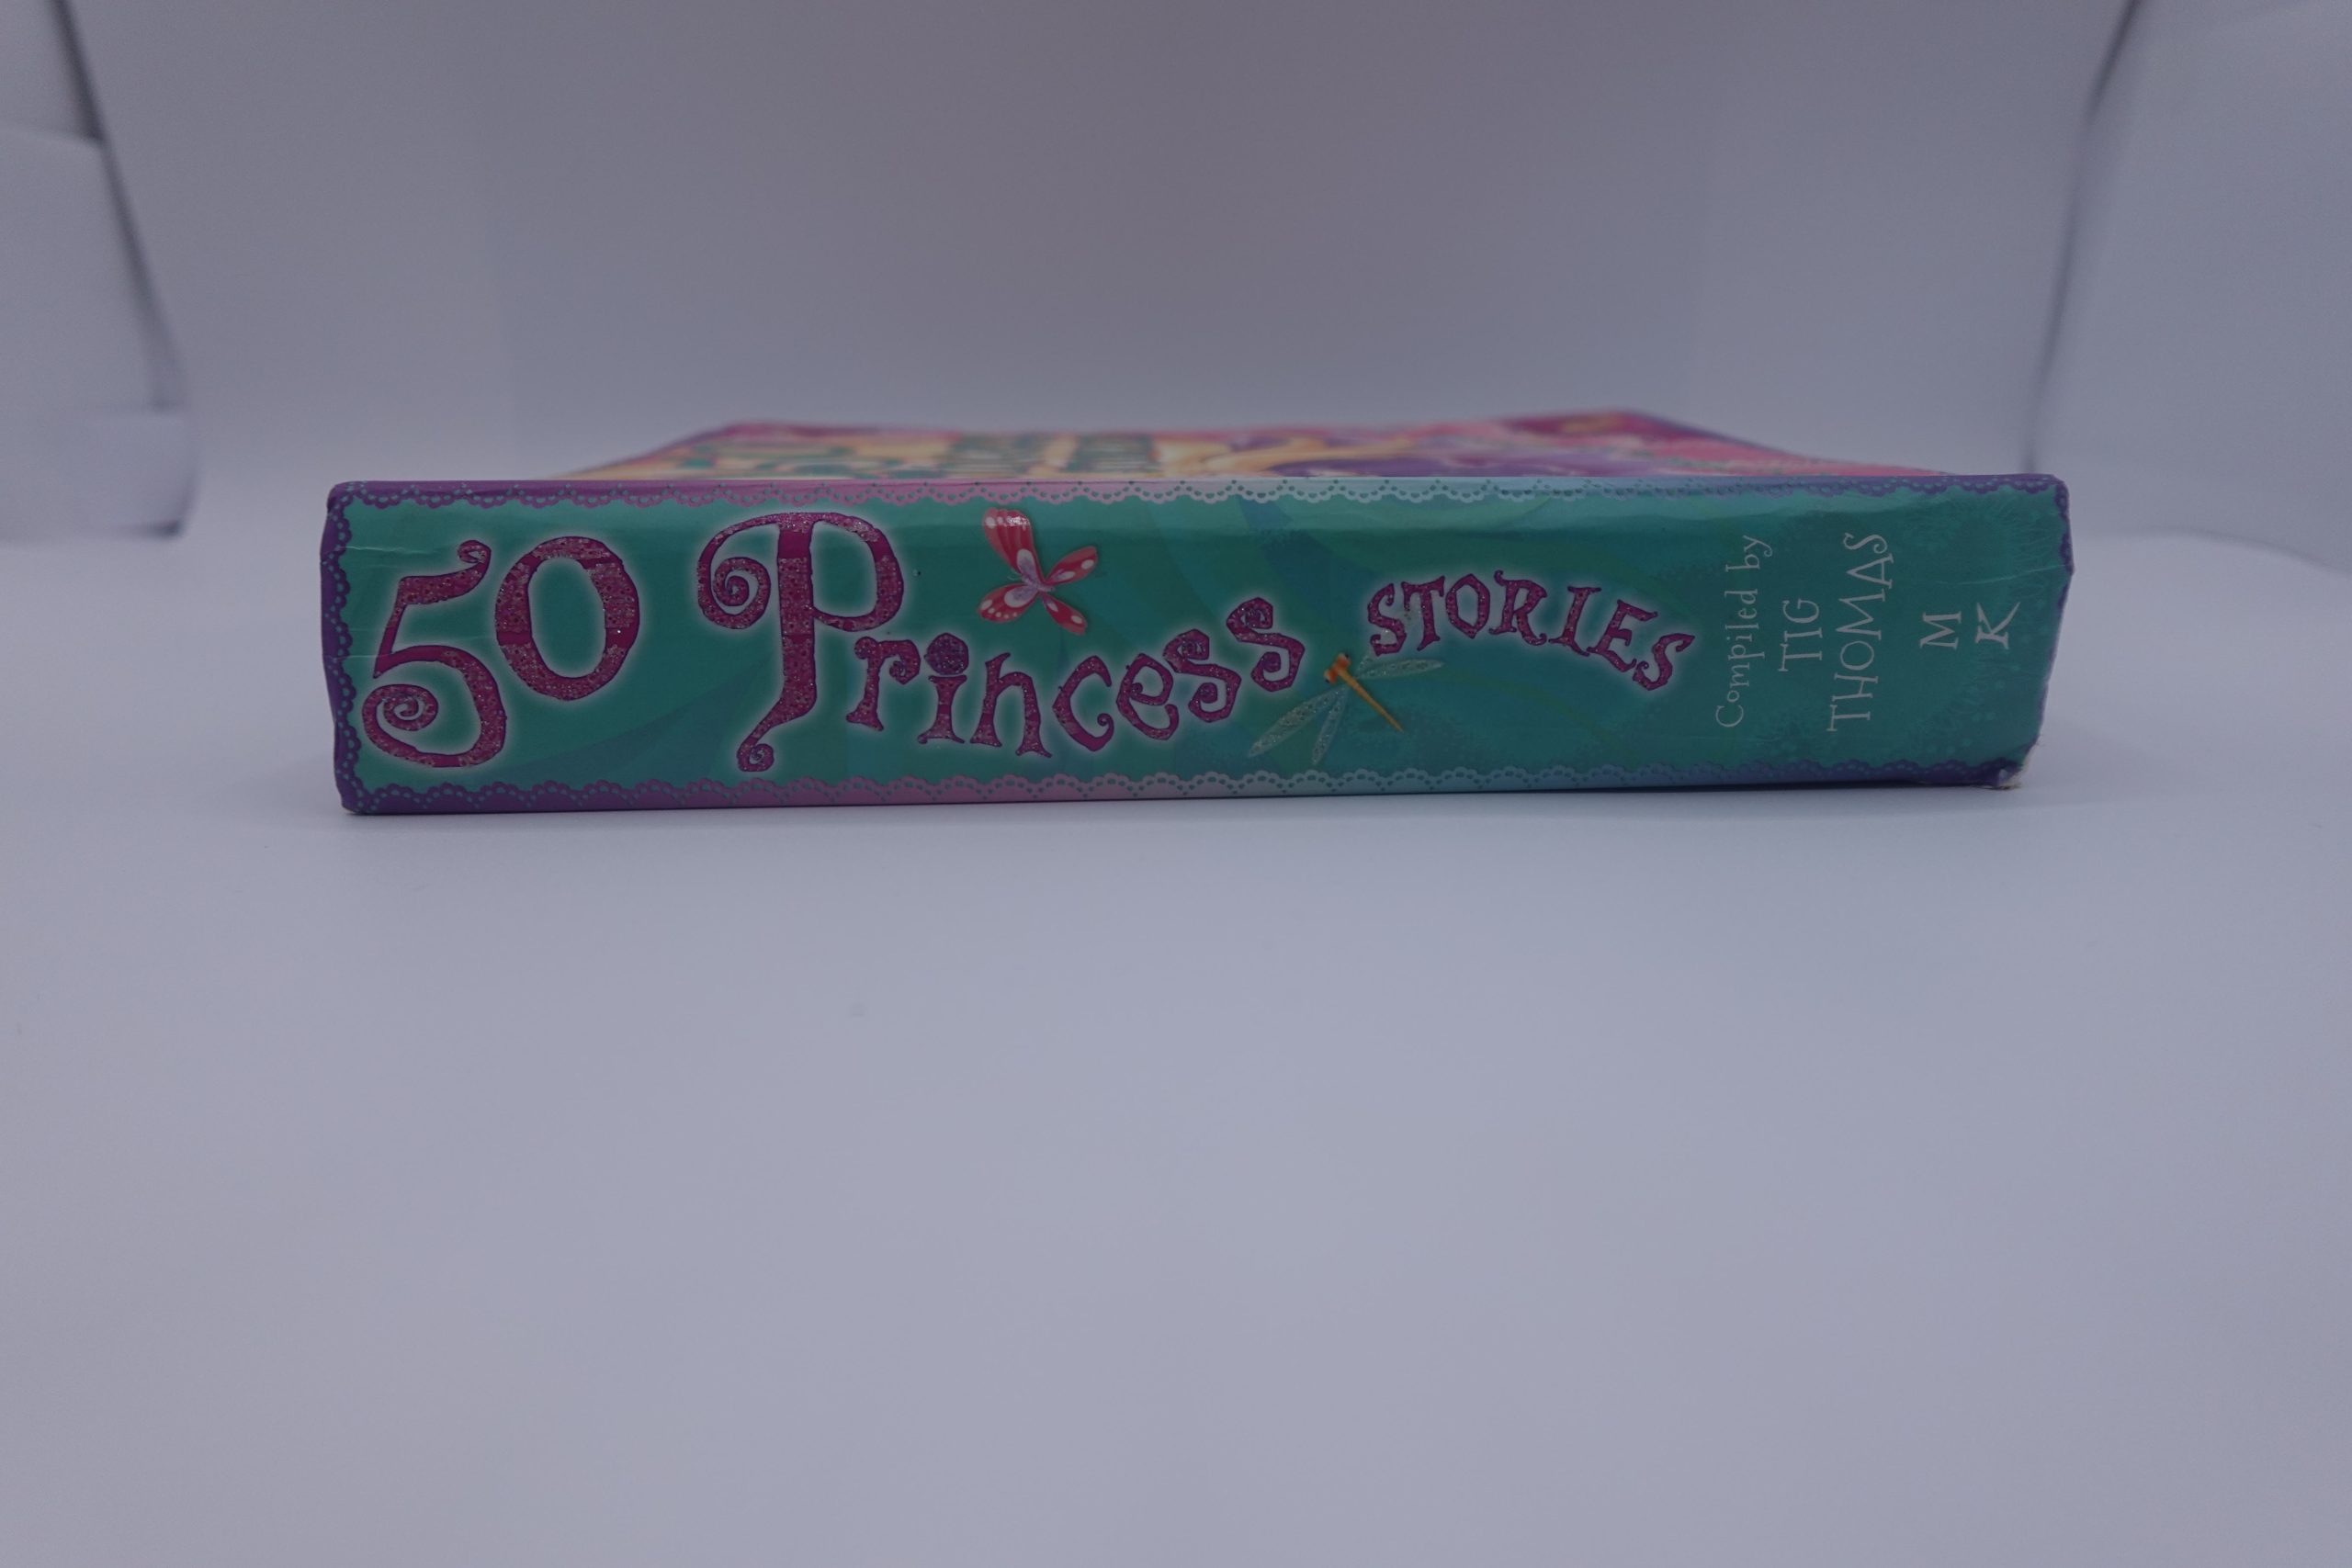 50 Princess STORIES
Compiled by
TIG
THOMAS
M
K